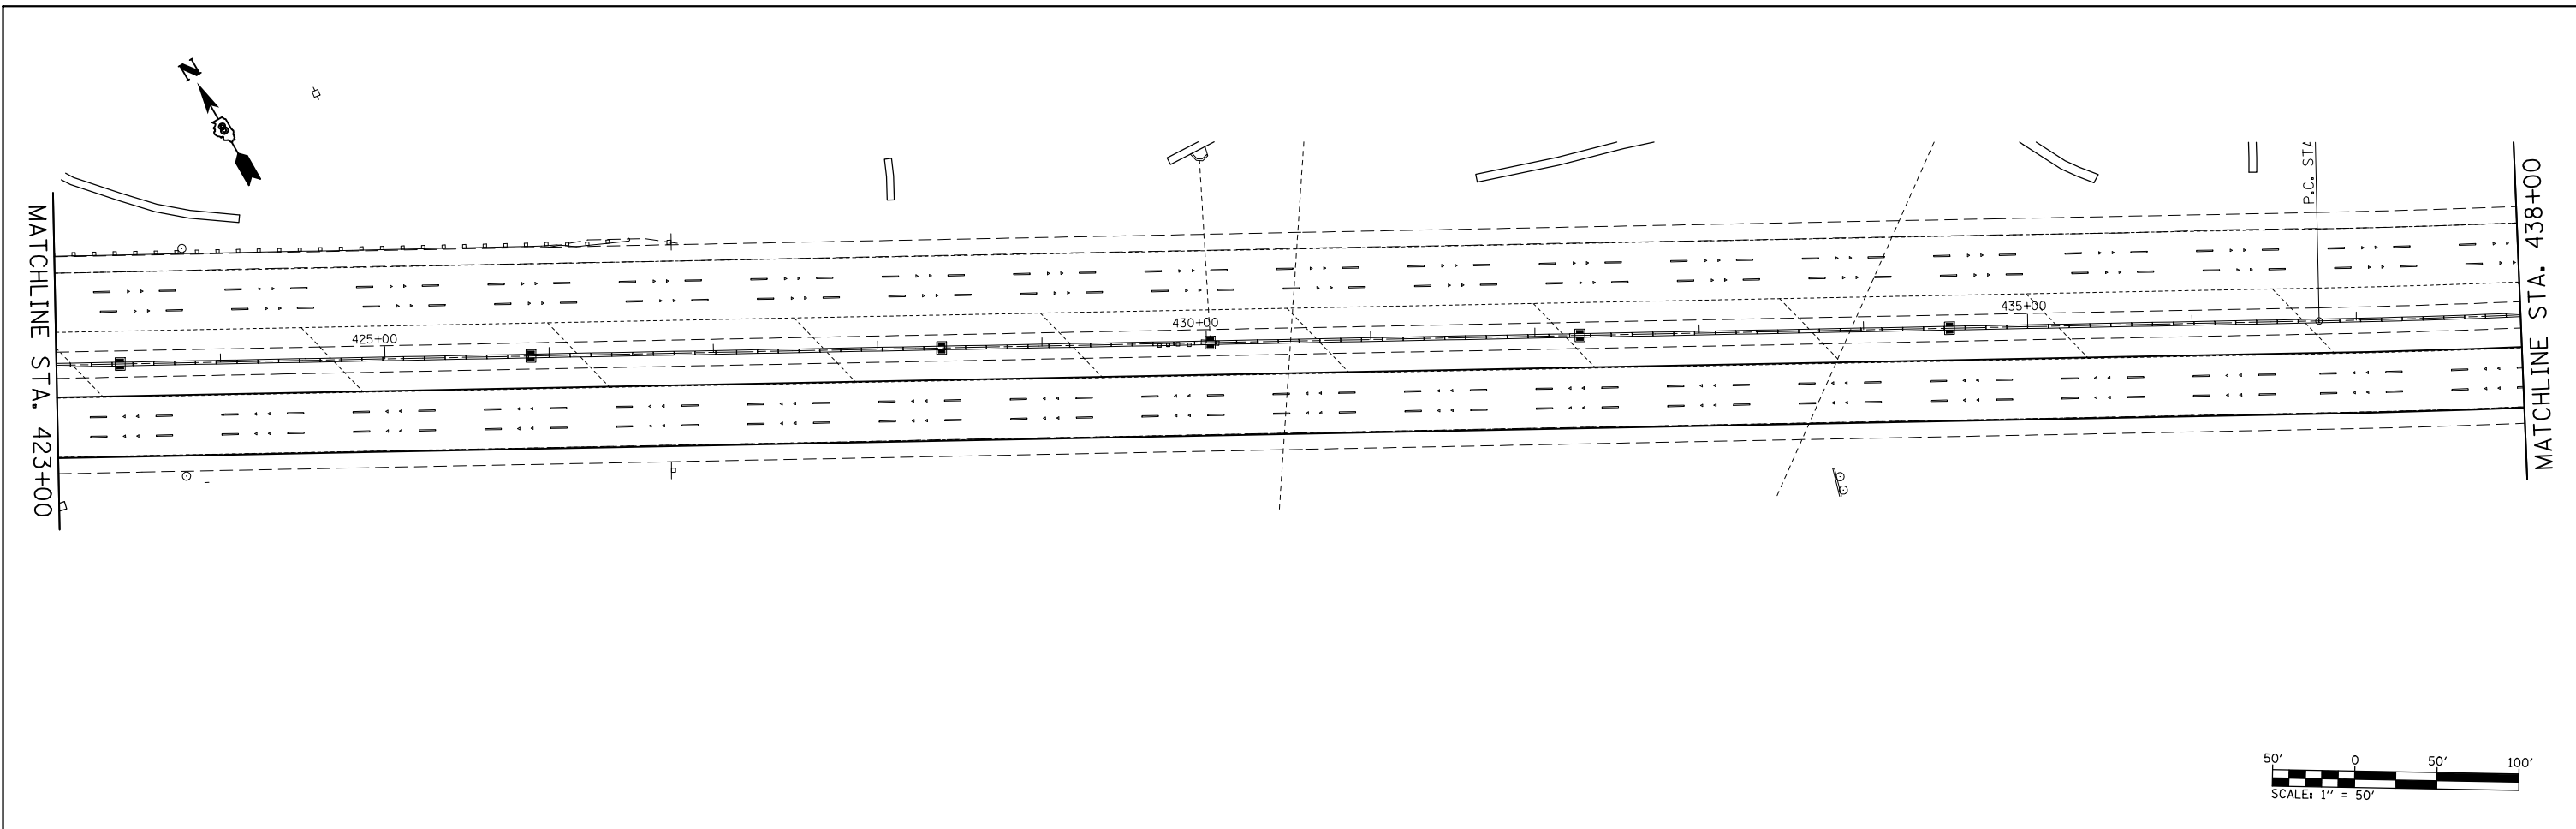 N
P.C. STA
MATCHLINE STA. 423+00
425+00
430+00
435+00
MATCHLINE STA. 438+00
50' 0 50' 100'
SCALE: 1" = 50'